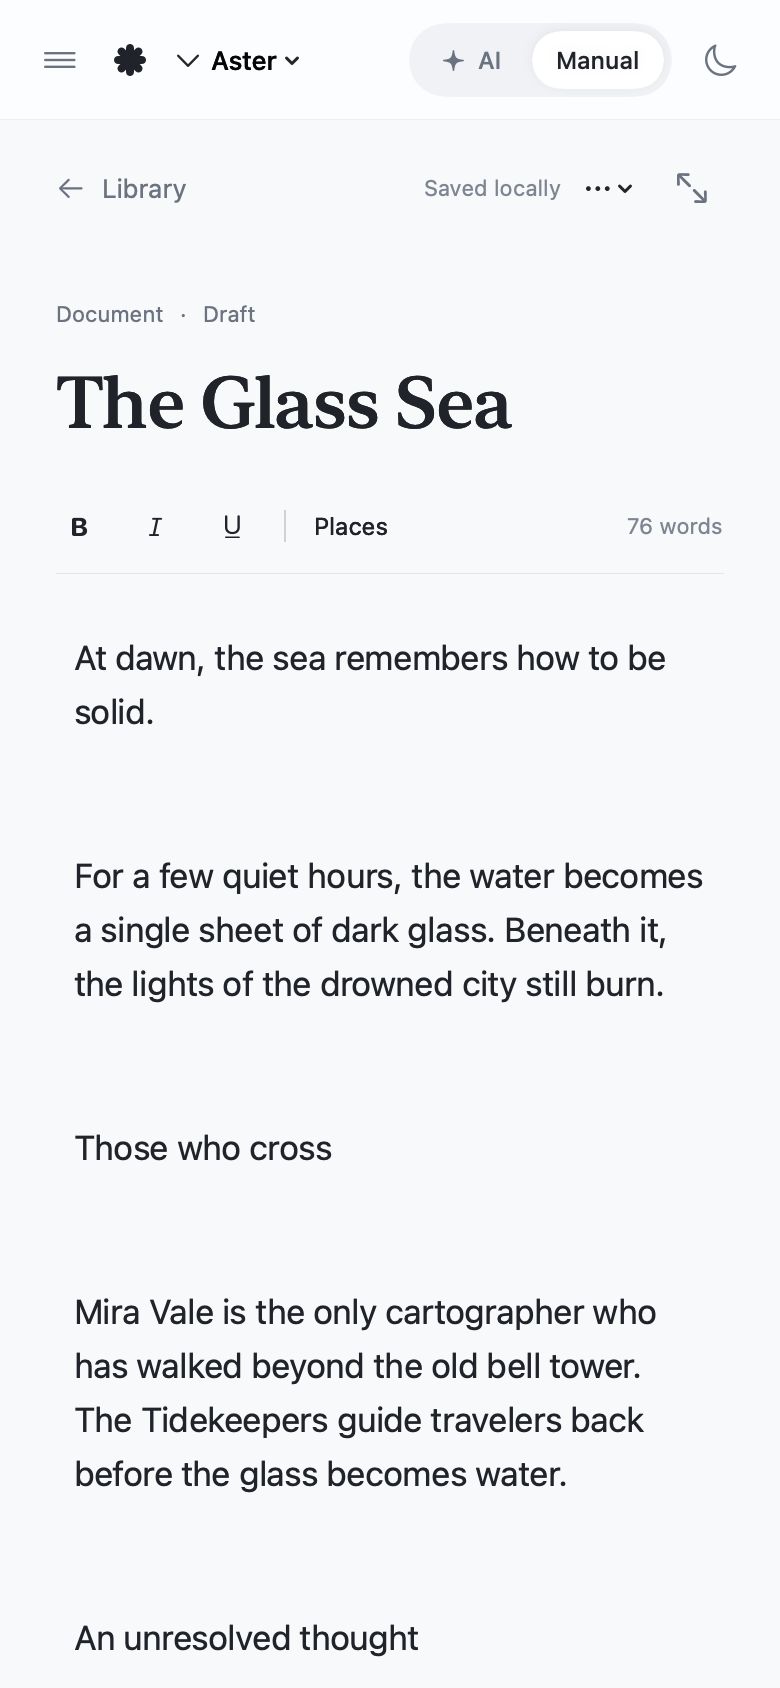 Aster
AI
Manual
Library
Saved locally
Document · Draft
The Glass Sea
B I U Places
76 words
At dawn, the sea remembers how to be
solid.
For a few quiet hours, the water becomes
a single sheet of dark glass. Beneath it,
the lights of the drowned city still burn.
Those who cross
Mira Vale is the only cartographer who
has walked beyond the old bell tower.
The Tidekeepers guide travelers back
before the glass becomes water.
An unresolved thought